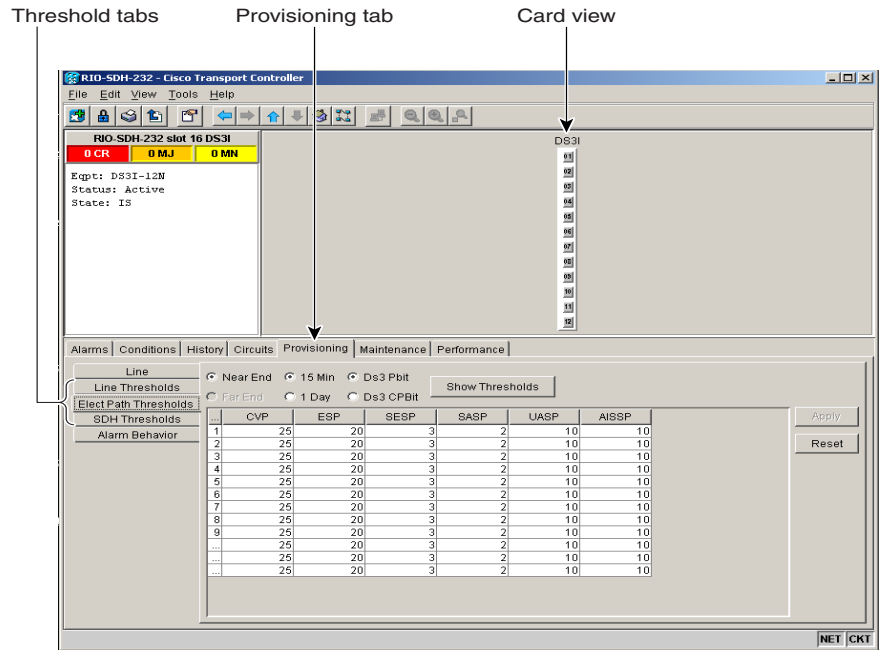 Threshold tabs Provisioning tab Card view
RIO-SDH-232 - Cisco Transport Controller
File Edit View Tools Help
RIO-SDH-232 slot 16 DS3I
0 CR 0 MJ 0 MN
Eqpt: DS3I-12N
Status: Active
State: IS
DS3I
01
02
03
04
05
06
07
08
09
10
11
12
Alarms Conditions History Circuits Provisioning Maintenance Performance
Line
Line Thresholds
Elect Path Thresholds
SDH Thresholds
Alarm Behavior
Near End 15 Min Ds3 Pbit Show Thresholds
Far End 1 Day Ds3 CPBit
... CVP ESP SESP SASP UASP AISSP
1 25 20 3 2 10 10
2 25 20 3 2 10 10
3 25 20 3 2 10 10
4 25 20 3 2 10 10
5 25 20 3 2 10 10
6 25 20 3 2 10 10
7 25 20 3 2 10 10
8 25 20 3 2 10 10
9 25 20 3 2 10 10
... 25 20 3 2 10 10
... 25 20 3 2 10 10
... 25 20 3 2 10 10
Apply
Reset
NET CKT